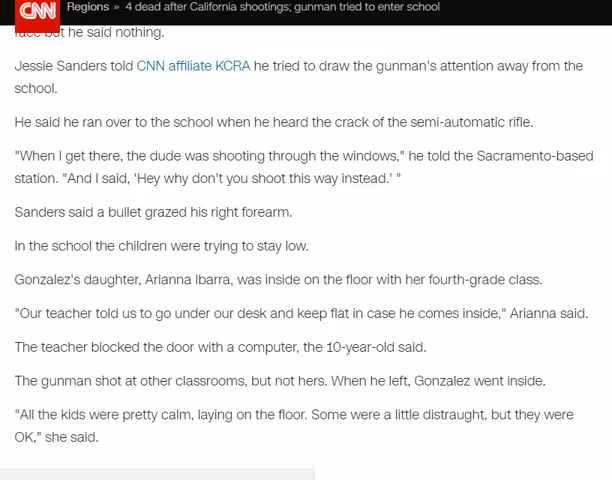 CNN Regions » 4 dead after California shootings; gunman tried to enter school
face but he said nothing.
Jessie Sanders told CNN affiliate KCRA he tried to draw the gunman's attention away from the
school.
He said he ran over to the school when he heard the crack of the semi-automatic rifle.
"When I get there, the dude was shooting through the windows," he told the Sacramento-based
station. "And I said, 'Hey why don't you shoot this way instead.' "
Sanders said a bullet grazed his right forearm.
In the school the children were trying to stay low.
Gonzalez's daughter, Arianna Ibarra, was inside on the floor with her fourth-grade class.
"Our teacher told us to go under our desk and keep flat in case he comes inside," Arianna said.
The teacher blocked the door with a computer, the 10-year-old said.
The gunman shot at other classrooms, but not hers. When he left, Gonzalez went inside.
"All the kids were pretty calm, laying on the floor. Some were a little distraught, but they were
OK," she said.